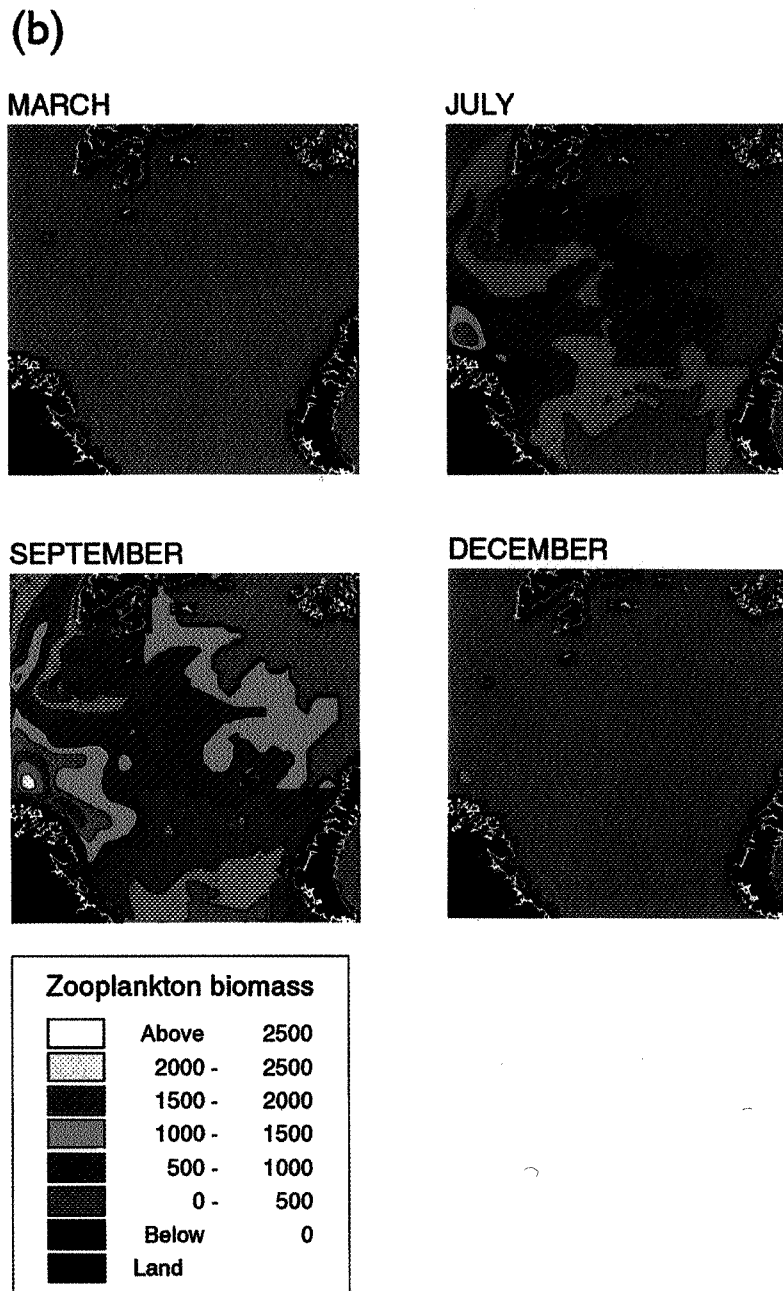 (b)
MARCH JULY
SEPTEMBER DECEMBER
Zooplankton biomass
Above 2500
2000 - 2500
1500 - 2000
1000 - 1500
500 - 1000
0 - 500
Below 0
Land